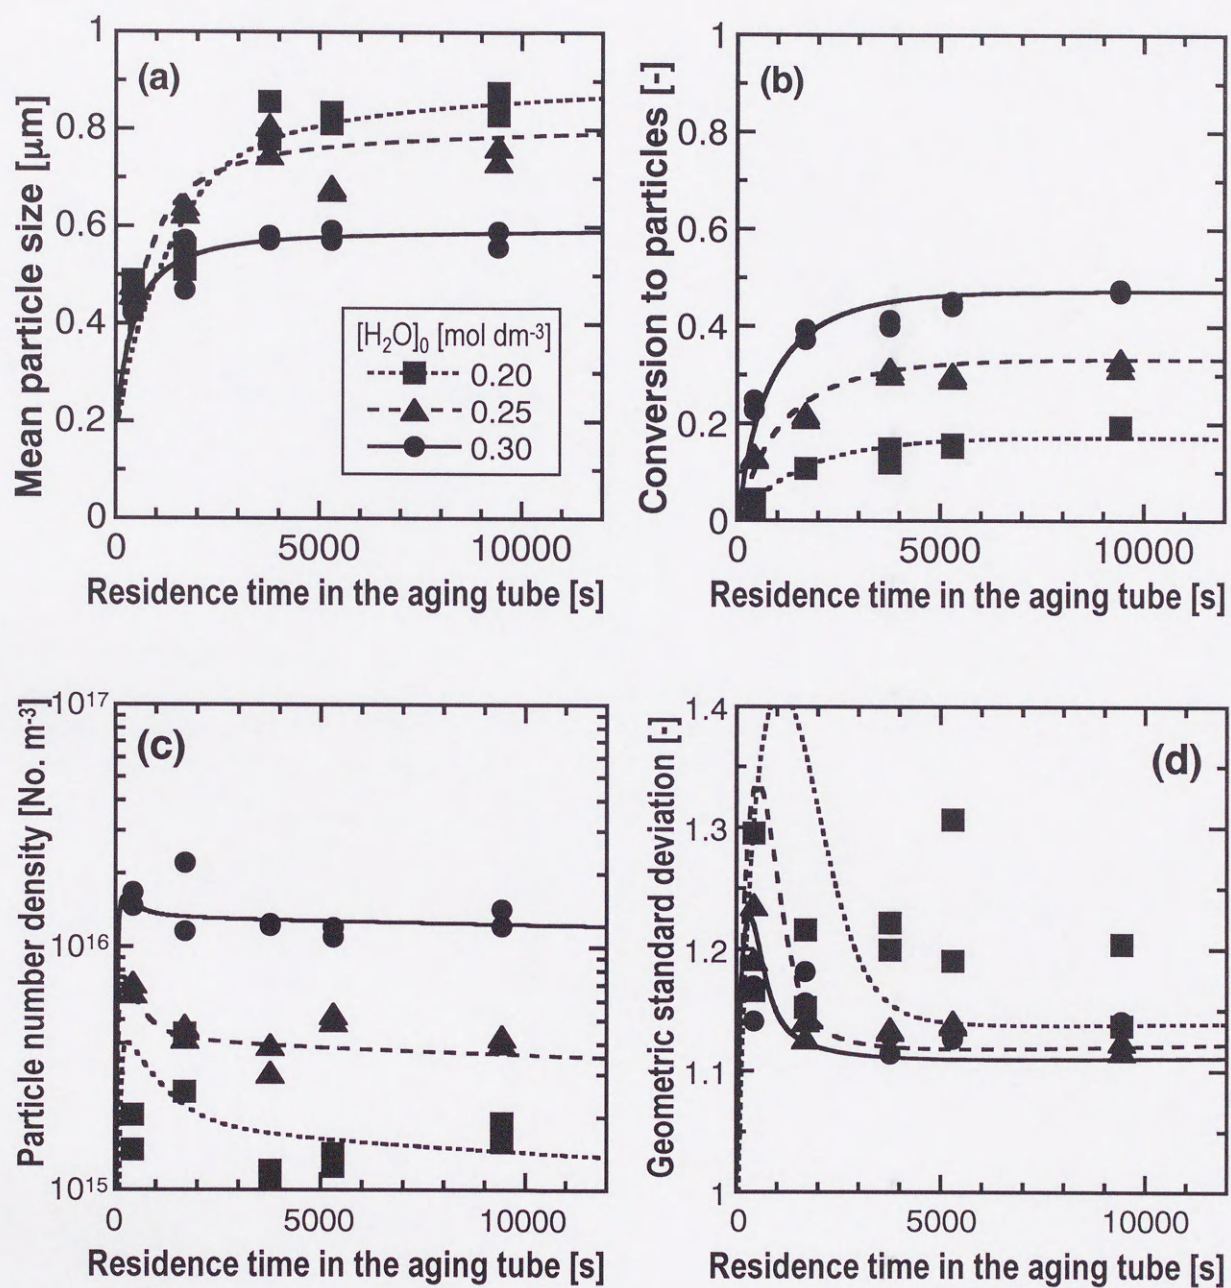 (a)
Mean particle size [μm]
1
0.8
0.6
0.4
0.2
0
[H2O]0 [mol dm-3]
0.20
0.25
0.30
0 5000 10000
Residence time in the aging tube [s]
(b)
Conversion to particles [-]
1
0.8
0.6
0.4
0.2
0
0 5000 10000
Residence time in the aging tube [s]
(c)
Particle number density [No. m-3]
10^17
10^16
10^15
0 5000 10000
Residence time in the aging tube [s]
(d)
Geometric standard deviation [-]
1.4
1.3
1.2
1.1
1
0 5000 10000
Residence time in the aging tube [s]